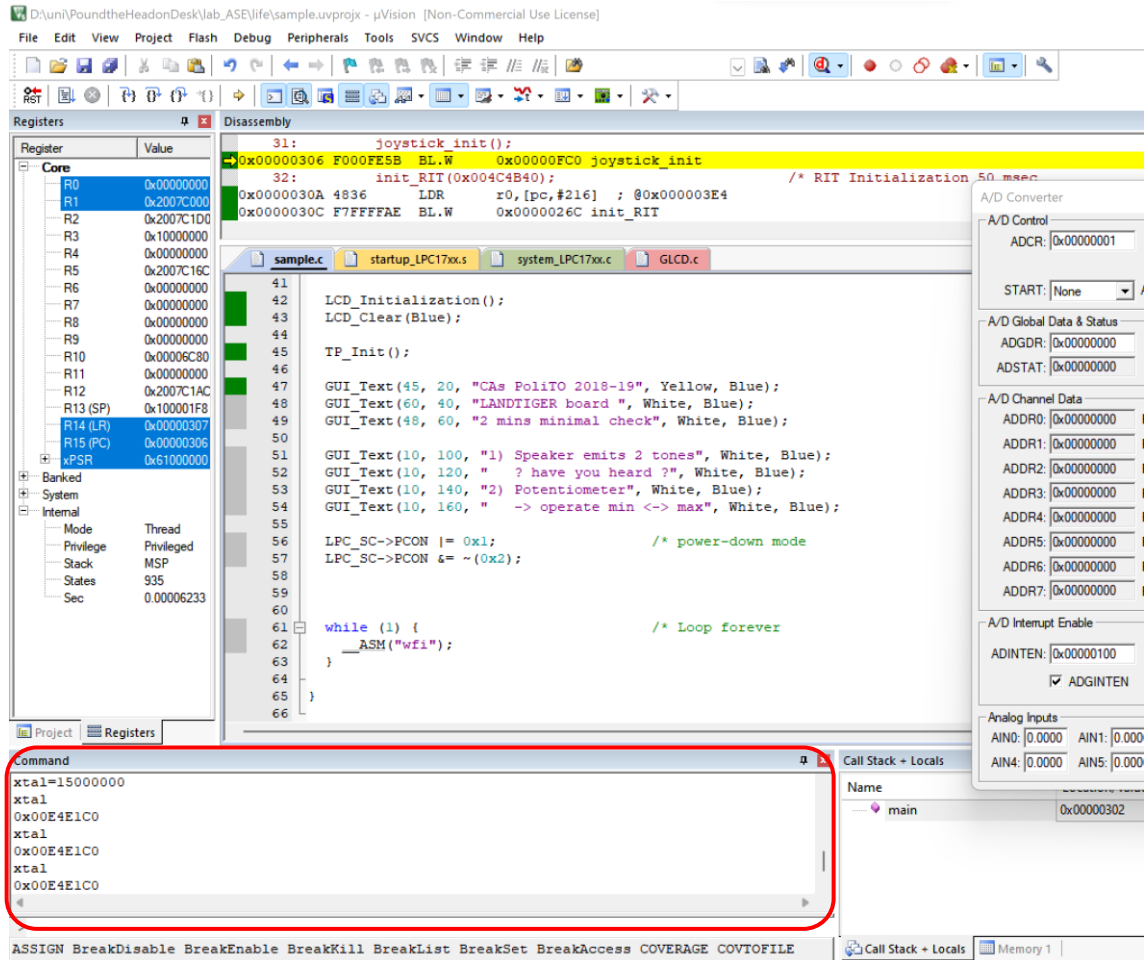 D:\uni\PoundtheHeadonDesk\lab_ASE\life\sample.uvprojx - µVision [Non-Commercial Use License]
File Edit View Project Flash Debug Peripherals Tools SVCS Window Help
RST
Registers
Register Value
Core
R0 0x00000000
R1 0x2007C000
R2 0x2007C1D0
R3 0x10000000
R4 0x00000000
R5 0x2007C16C
R6 0x00000000
R7 0x00000000
R8 0x00000000
R9 0x00000000
R10 0x00006C80
R11 0x00000000
R12 0x2007C1AC
R13 (SP) 0x100001F8
R14 (LR) 0x00000307
R15 (PC) 0x00000306
xPSR 0x61000000
Banked
System
Internal
Mode Thread
Privilege Privileged
Stack MSP
States 935
Sec 0.00006233
Project Registers
Disassembly
31: joystick_init();
0x00000306 F000FE5B BL.W 0x00000FC0 joystick_init
32: init_RIT(0x004C4B40); /* RIT Initialization 50 msec
0x0000030A 4836 LDR r0,[pc,#216] ; @0x000003E4
0x0000030C F7FFFFAE BL.W 0x0000026C init_RIT
sample.c startup_LPC17xx.s system_LPC17xx.c GLCD.c
41
42 LCD_Initialization();
43 LCD_Clear(Blue);
44
45 TP_Init();
46
47 GUI_Text(45, 20, "CAs PoliTO 2018-19", Yellow, Blue);
48 GUI_Text(60, 40, "LANDTIGER board ", White, Blue);
49 GUI_Text(48, 60, "2 mins minimal check", White, Blue);
50
51 GUI_Text(10, 100, "1) Speaker emits 2 tones", White, Blue);
52 GUI_Text(10, 120, "   ? have you heard ?", White, Blue);
53 GUI_Text(10, 140, "2) Potentiometer", White, Blue);
54 GUI_Text(10, 160, "   -> operate min <-> max", White, Blue);
55
56 LPC_SC->PCON |= 0x1; /* power-down mode
57 LPC_SC->PCON &= ~(0x2);
58
59
60
61 while (1) { /* Loop forever
62 __ASM("wfi");
63 }
64
65 }
66
A/D Converter
A/D Control
ADCR: 0x00000001
START: None
A/D Global Data & Status
ADGDR: 0x00000000
ADSTAT: 0x00000000
A/D Channel Data
ADDR0: 0x00000000
ADDR1: 0x00000000
ADDR2: 0x00000000
ADDR3: 0x00000000
ADDR4: 0x00000000
ADDR5: 0x00000000
ADDR6: 0x00000000
ADDR7: 0x00000000
A/D Interrupt Enable
ADINTEN: 0x00000100
ADGINTEN
Analog Inputs
AIN0: 0.0000 AIN1: 0.000
AIN4: 0.0000 AIN5: 0.000
Command
xtal=15000000
xtal
0x00E4E1C0
xtal
0x00E4E1C0
xtal
0x00E4E1C0
>
ASSIGN BreakDisable BreakEnable BreakKill BreakList BreakSet BreakAccess COVERAGE COVTOFILE
Call Stack + Locals
Name
main 0x00000302
Call Stack + Locals Memory 1